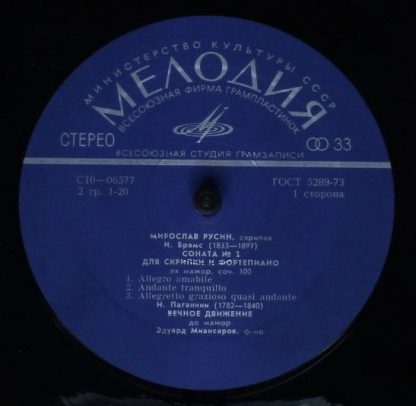 МИНИСТЕРСТВО КУЛЬТУРЫ СССР
МЕЛОДИЯ
ВСЕСОЮЗНАЯ ФИРМА ГРАМПЛАСТИНОК
СТЕРЕО
33
ВСЕСОЮЗНАЯ СТУДИЯ ГРАМЗАПИСИ
С10—06577
ГОСТ 5289-73
2 гр. 1-20
1 сторона
МИРОСЛАВ РУСИН, скрипка
И. Брамс (1833—1897)
СОНАТА № 2
ДЛЯ СКРИПКИ И ФОРТЕПИАНО
ля мажор, соч. 100
1. Allegro amabile
2. Andante tranquillo
3. Allegretto grazioso quasi andante
Н. Паганини (1782—1840)
ВЕЧНОЕ ДВИЖЕНИЕ
до мажор
Эдуард Миансаров, ф-но